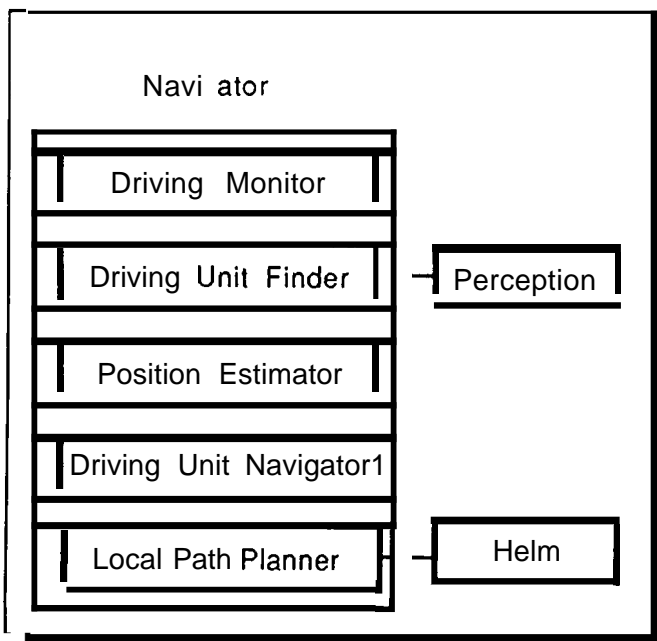 Navi ator
Driving Monitor
Driving Unit Finder
Perception
Position Estimator
Driving Unit Navigator1
Local Path Planner
Helm